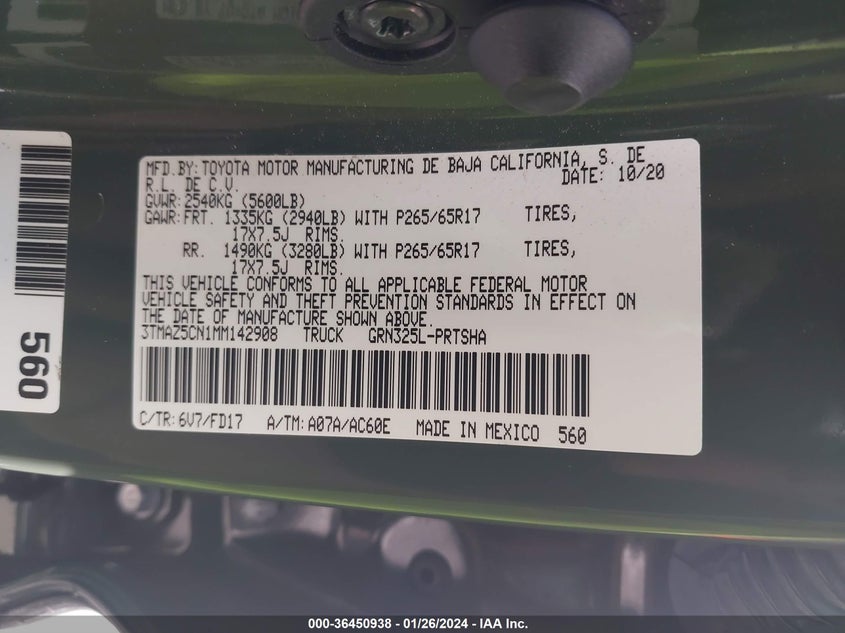 MFD.BY: TOYOTA MOTOR MANUFACTURING DE BAJA CALIFORNIA, S. DE
R.L. DE C.V. DATE: 10/20
GVWR: 2540KG (5600LB)
GAWR: FRT. 1335KG (2940LB) WITH P265/65R17 TIRES,
17X7.5J RIMS.
RR. 1490KG (3280LB) WITH P265/65R17 TIRES,
17X7.5J RIMS.
THIS VEHICLE CONFORMS TO ALL APPLICABLE FEDERAL MOTOR
VEHICLE SAFETY AND THEFT PREVENTION STANDARDS IN EFFECT ON
THE DATE OF MANUFACTURE SHOWN ABOVE.
3TMAZ5CN1MM142908 TRUCK GRN325L-PRTSHA
C/TR: 6V7/FD17 A/TM: A07A/AC60E MADE IN MEXICO 560
560
000-36450938 - 01/26/2024 - IAA Inc.